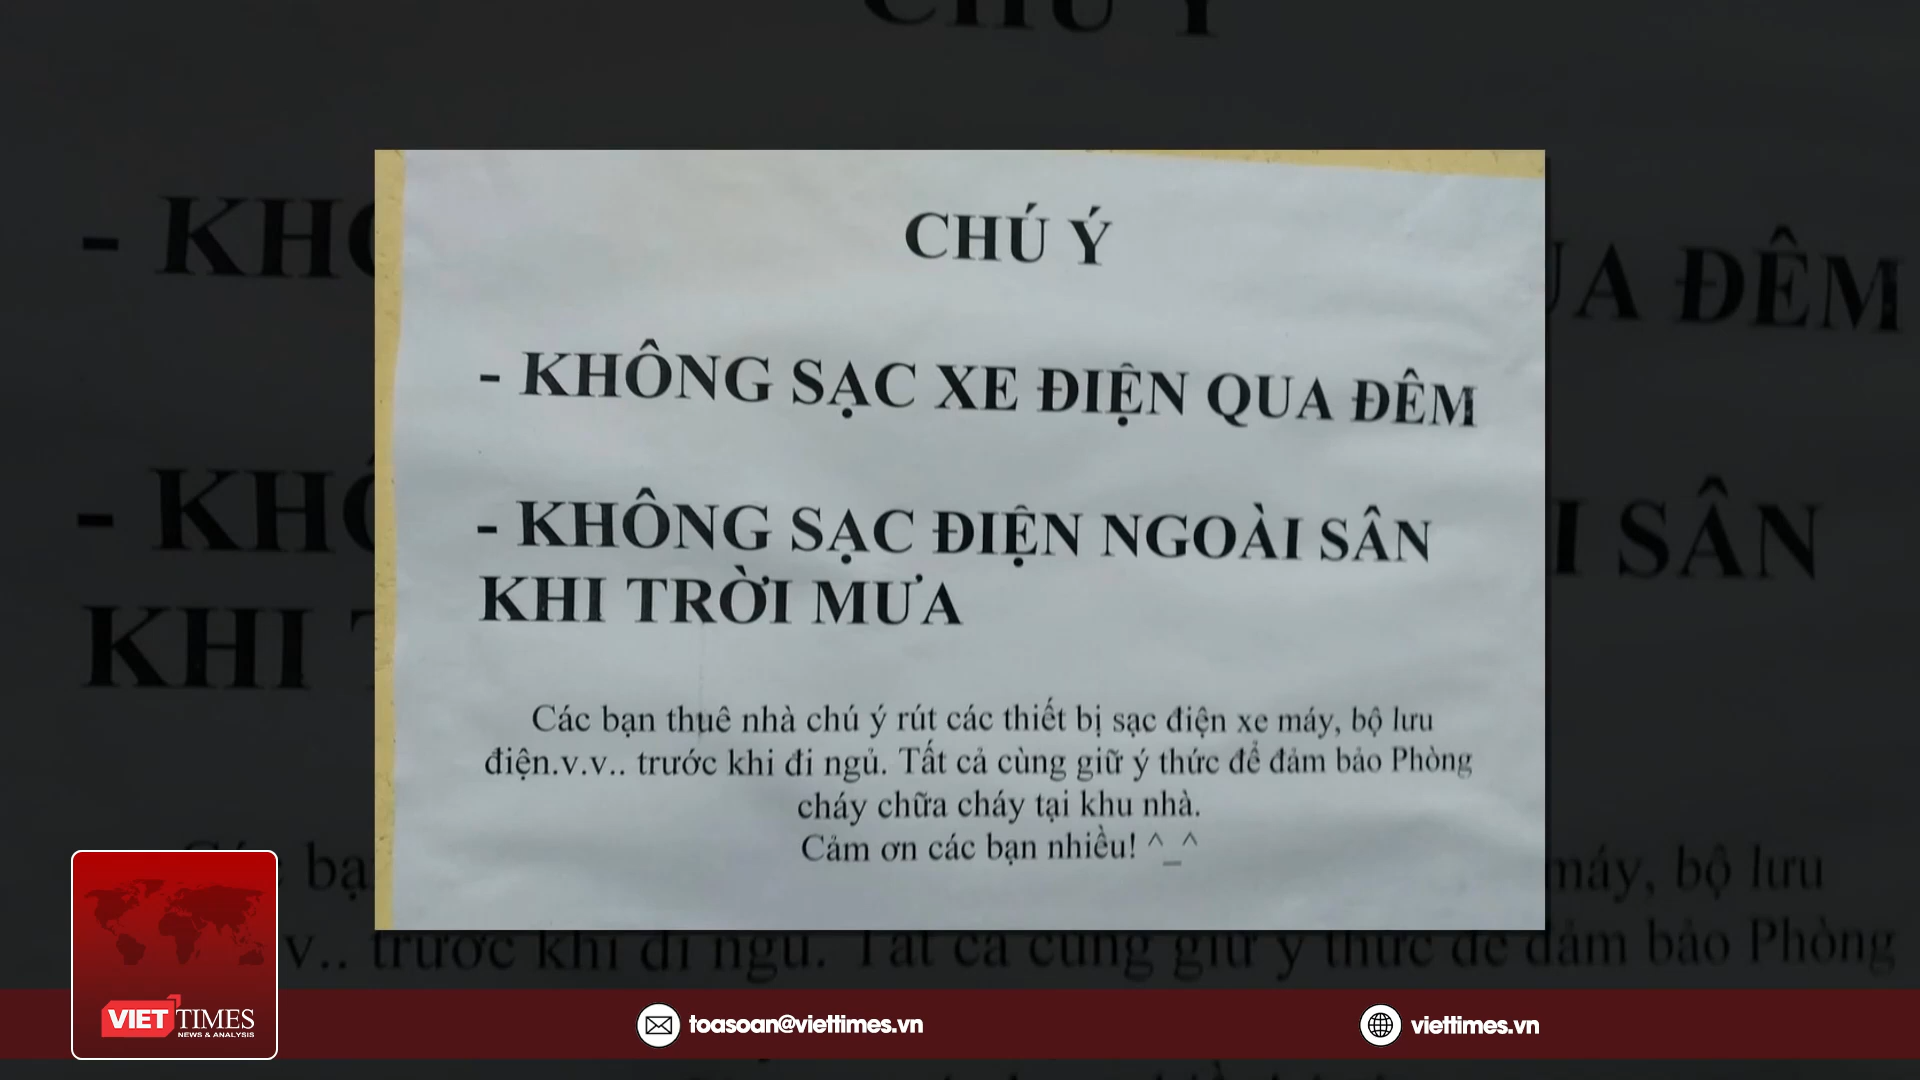 CHÚ Ý
- KHÔNG SẠC XE ĐIỆN QUA ĐÊM
- KHÔNG SẠC ĐIỆN NGOÀI SÂN
KHI TRỜI MƯA
Các bạn thuê nhà chú ý rút các thiết bị sạc điện xe máy, bộ lưu
điện.v.v.. trước khi đi ngủ. Tất cả cùng giữ ý thức để đảm bảo Phòng
cháy chữa cháy tại khu nhà.
Cảm ơn các bạn nhiều! ^_^
VIETTIMES
NEWS & ANALYSIS
toasoan@viettimes.vn
viettimes.vn